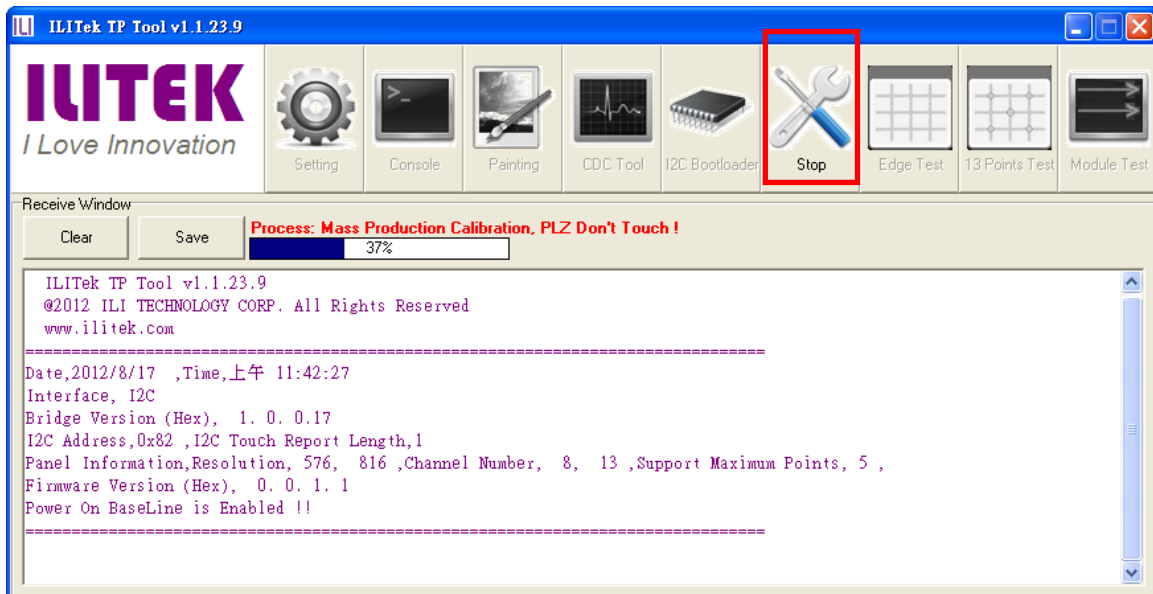 ILITek TP Tool v1.1.23.9
ILITEK
I Love Innovation
Setting
Console
Painting
CDC Tool
I2C Bootloader
Stop
Edge Test
13 Points Test
Module Test
Receive Window
Clear
Save
Process: Mass Production Calibration, PLZ Don't Touch !
37%
ILITek TP Tool v1.1.23.9
@2012 ILI TECHNOLOGY CORP. All Rights Reserved
www.ilitek.com
================================================================================
Date,2012/8/17 ,Time,上午 11:42:27
Interface, I2C
Bridge Version (Hex), 1. 0. 0.17
I2C Address,0x82 ,I2C Touch Report Length,1
Panel Information,Resolution, 576, 816 ,Channel Number, 8, 13 ,Support Maximum Points, 5 ,
Firmware Version (Hex), 0. 0. 1. 1
Power On BaseLine is Enabled !!
================================================================================